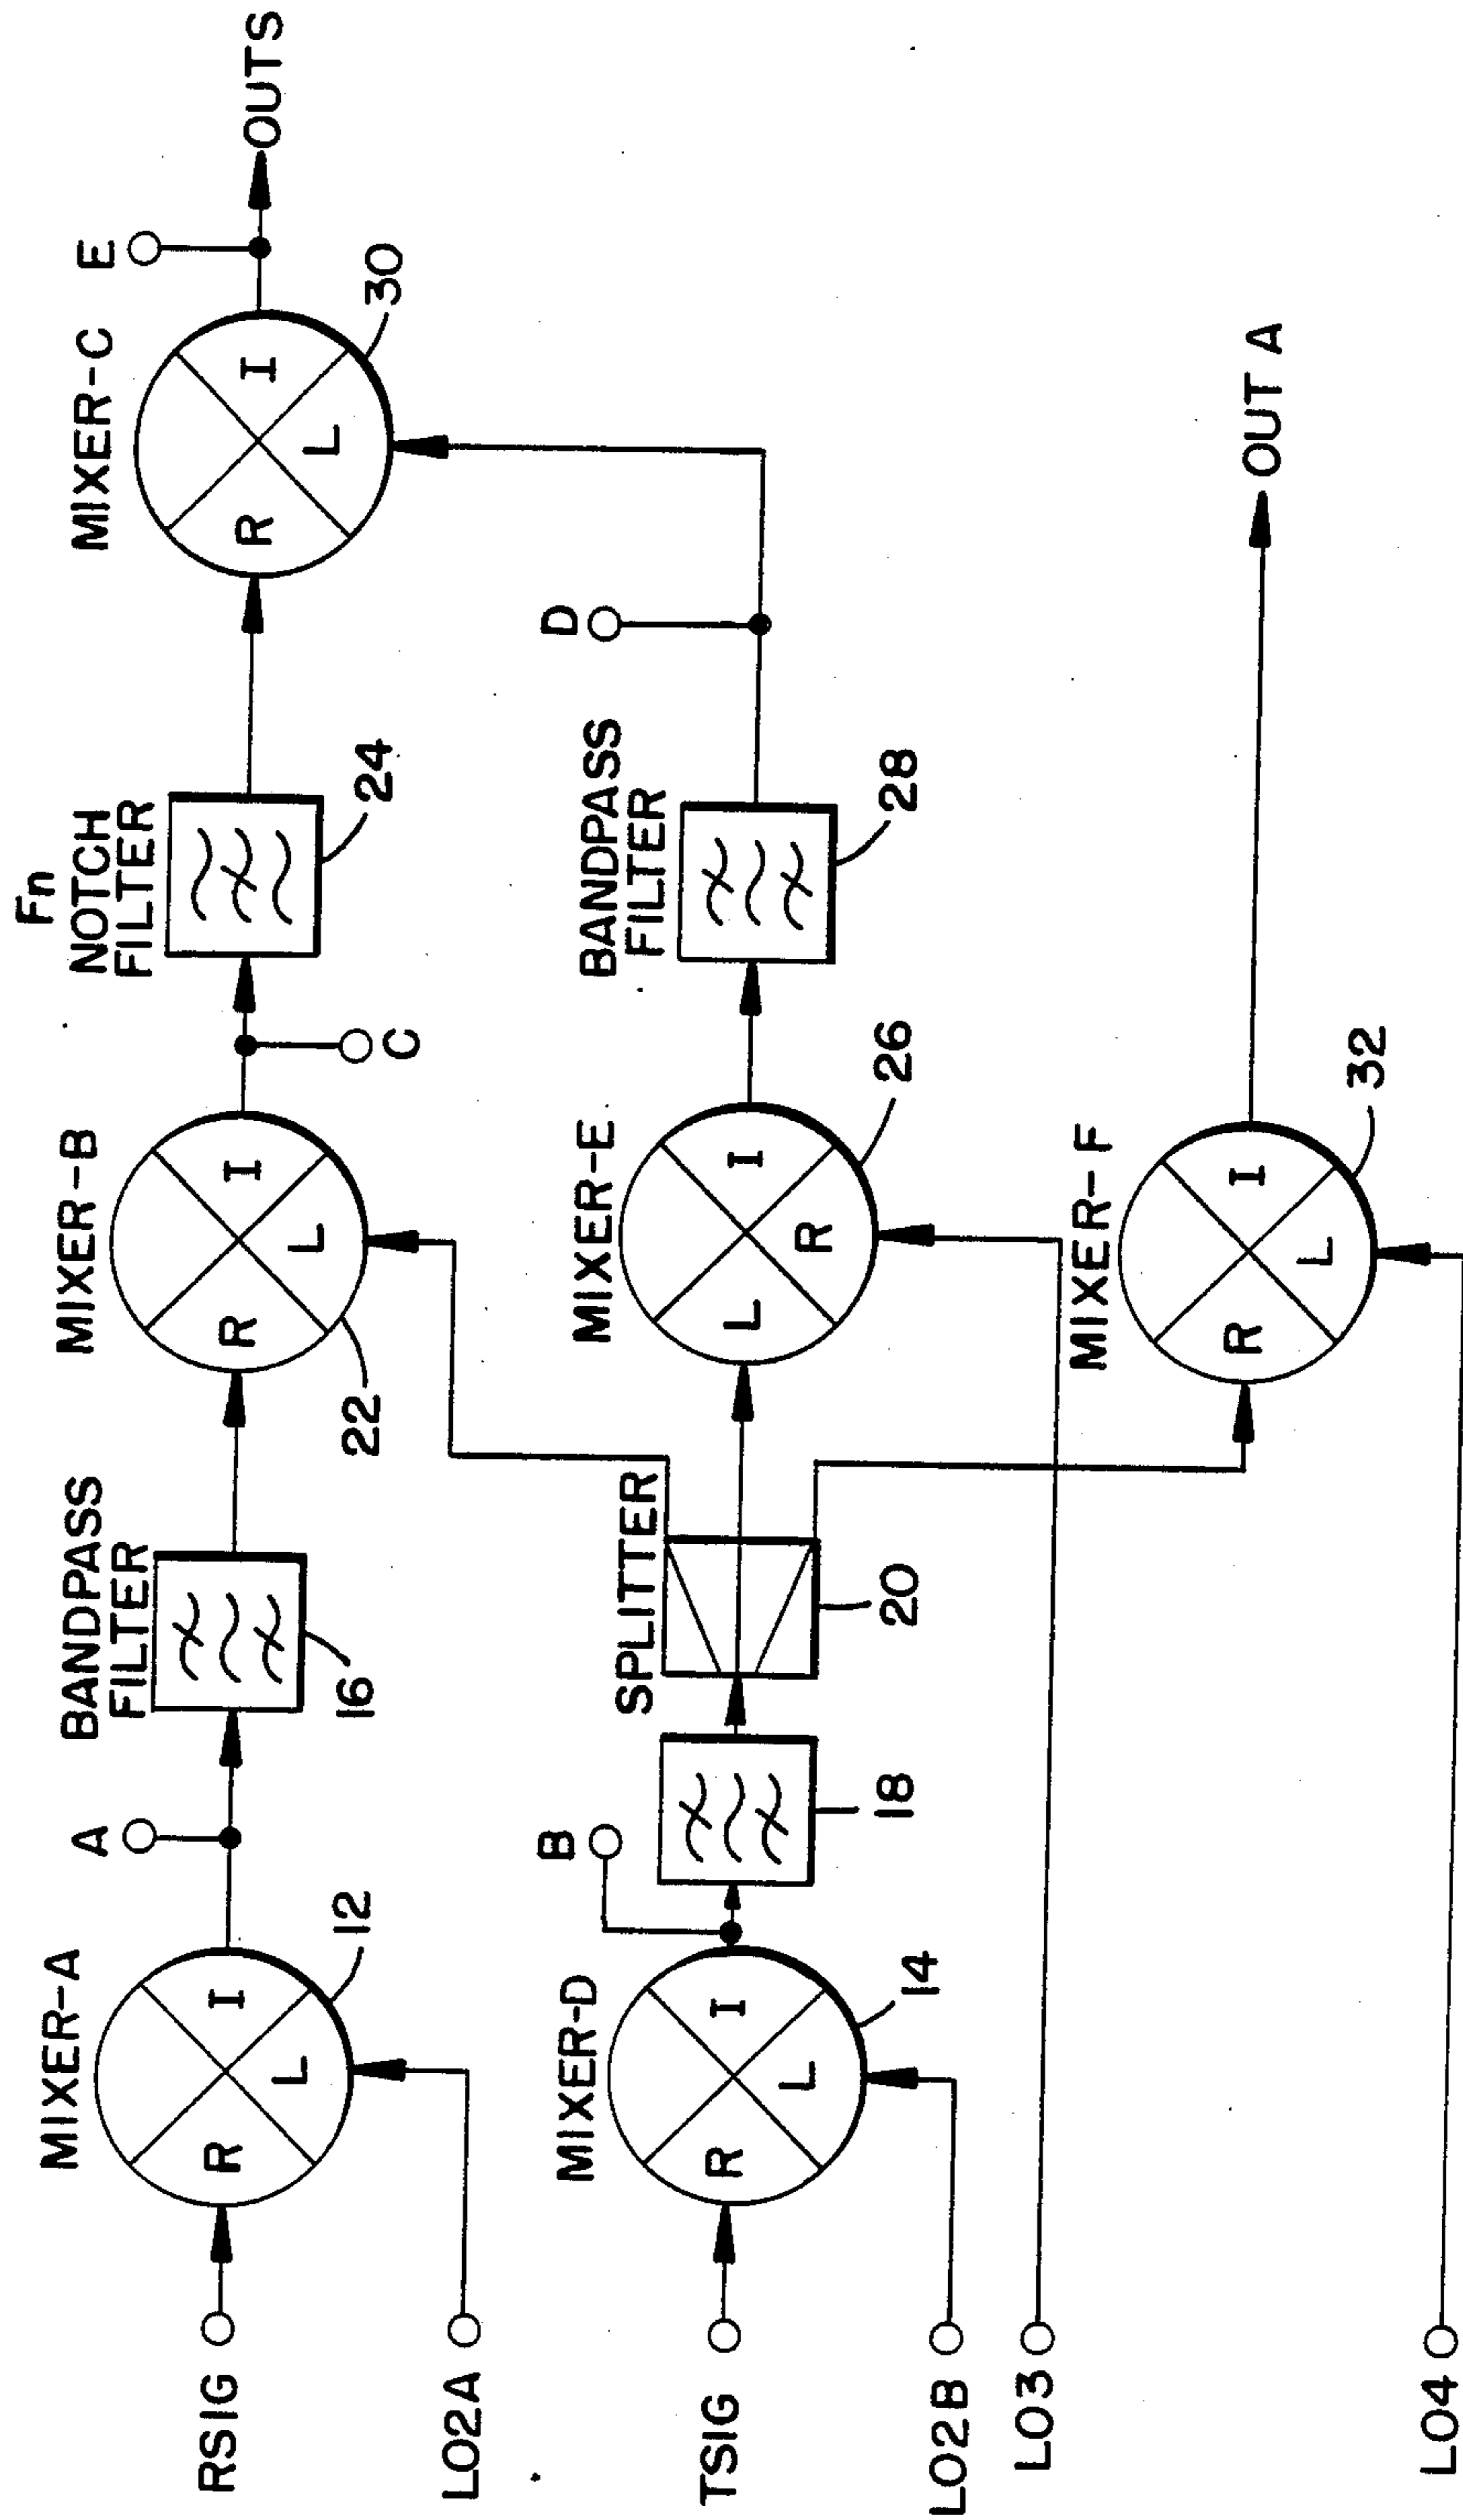 MIXER-A
RSIG
R
I
L
12
LO2A
A
BANDPASS
FILTER
16
MIXER-B
R
I
L
22
C
Fn
NOTCH
FILTER
24
MIXER-C
R
I
L
30
E
OUTS
MIXER-D
TSIG
R
I
L
14
LO2B
B
18
SPLITTER
20
MIXER-E
L
I
R
26
LO3
BANDPASS
FILTER
28
D
MIXER-F
R
I
L
32
LO4
OUT A